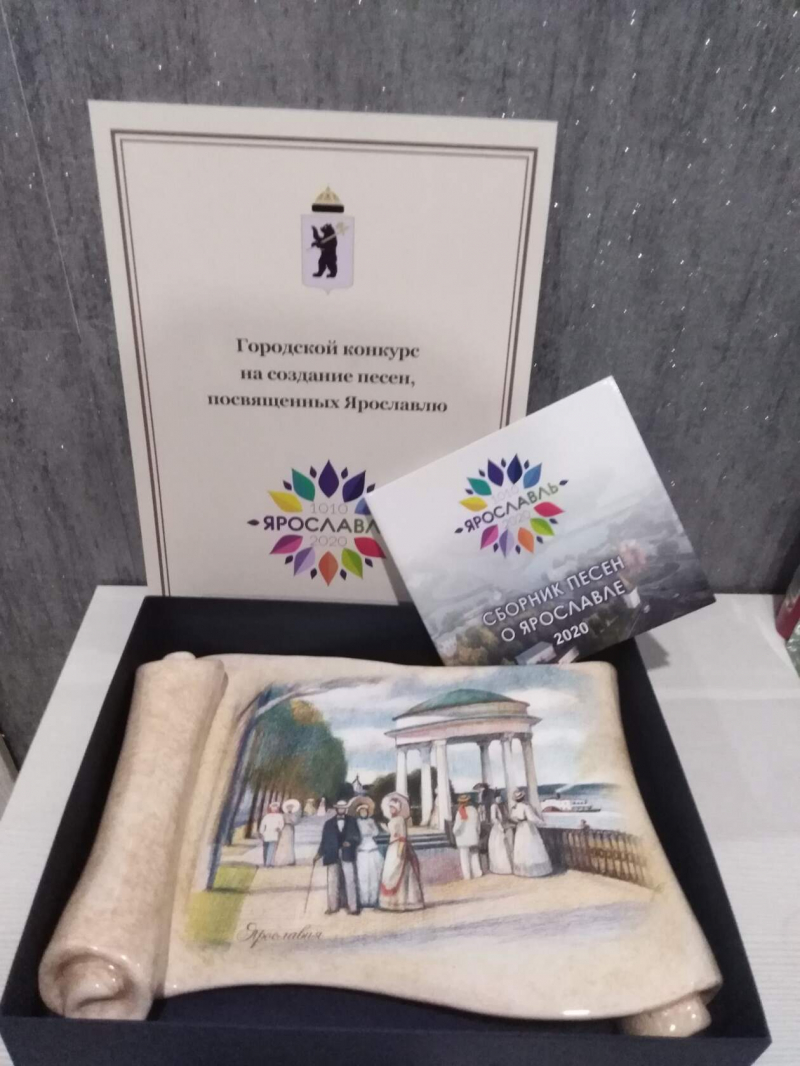 Городской конкурс
на создание песен,
посвященных Ярославлю
1010
ЯРОСЛАВЛЬ
2020
1010
ЯРОСЛАВЛЬ
2020
СБОРНИК ПЕСЕН
О ЯРОСЛАВЛЕ
2020
Ярославль